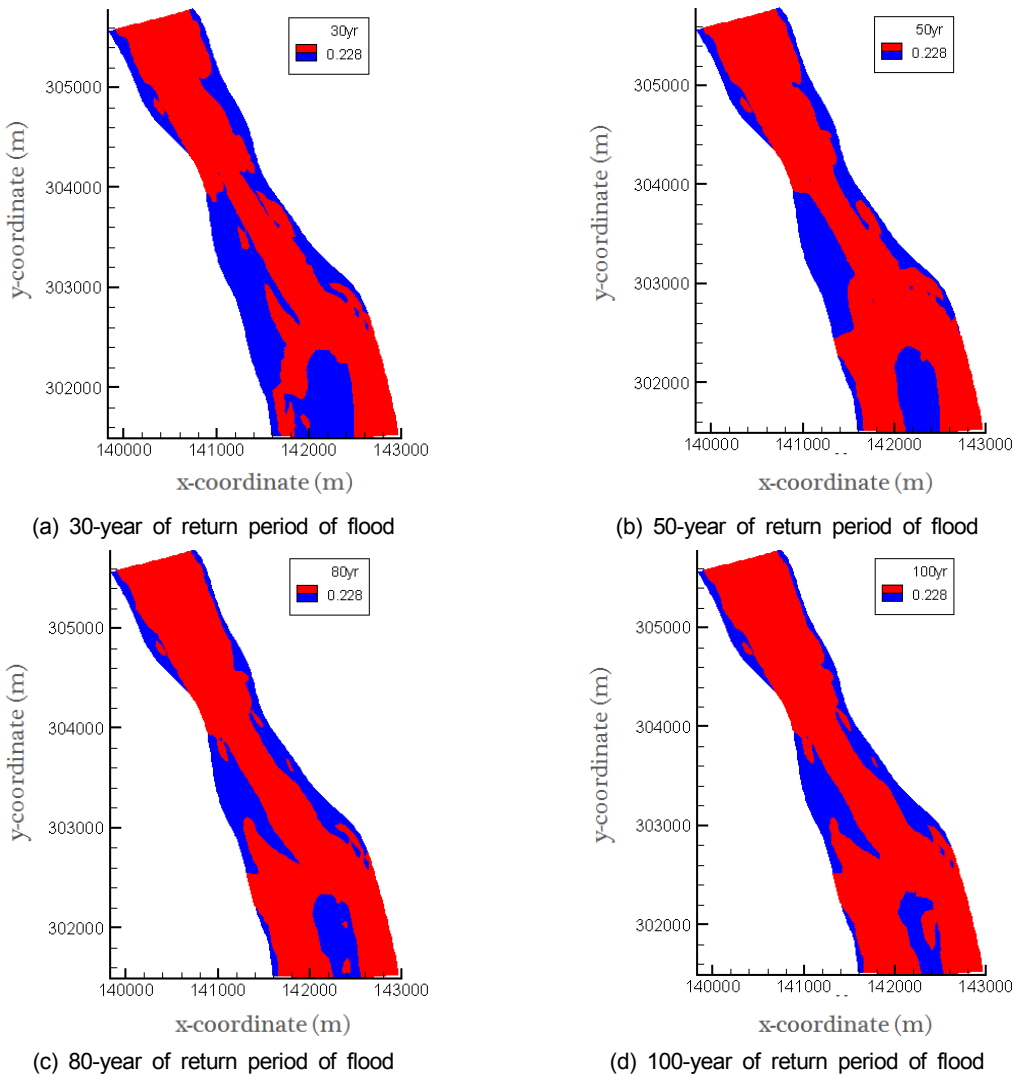 30yr
0.228
305000
304000
303000
302000
y-coordinate (m)
140000 141000 142000 143000
x-coordinate (m)
(a) 30-year of return period of flood
50yr
0.228
305000
304000
303000
302000
y-coordinate (m)
140000 141000 142000 143000
x-coordinate (m)
(b) 50-year of return period of flood
80yr
0.228
305000
304000
303000
302000
y-coordinate (m)
140000 141000 142000 143000
x-coordinate (m)
(c) 80-year of return period of flood
100yr
0.228
305000
304000
303000
302000
y-coordinate (m)
140000 141000 142000 143000
x-coordinate (m)
(d) 100-year of return period of flood